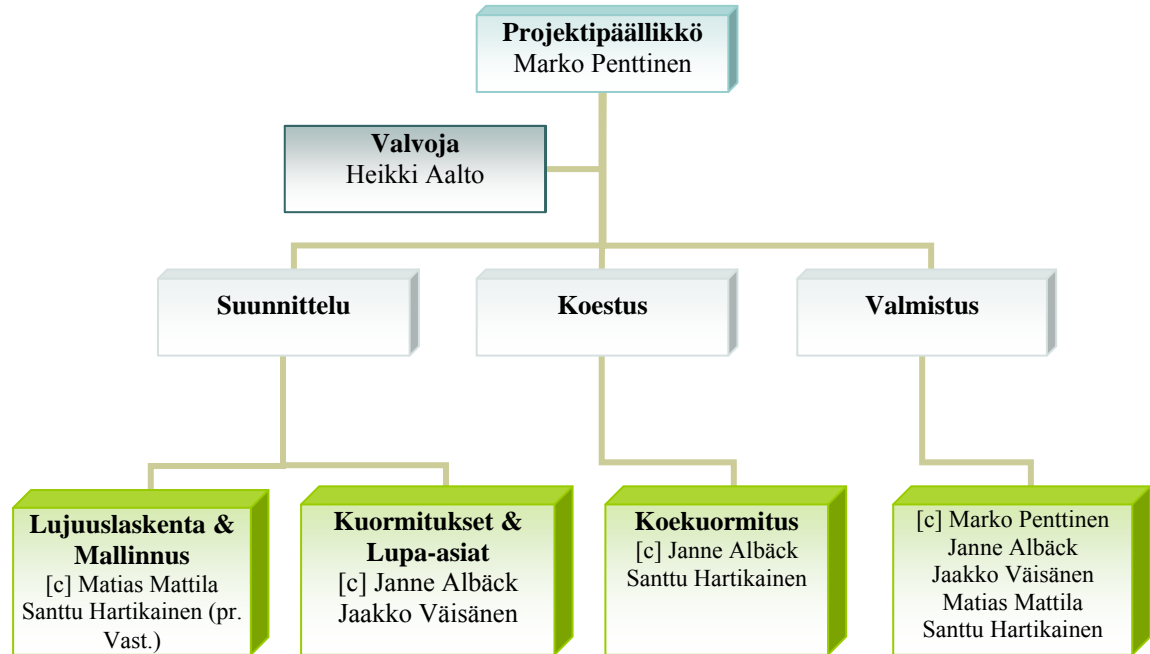 Projektipäällikkö
Marko Penttinen
Valvoja
Heikki Aalto
Suunnittelu
Koestus
Valmistus
Lujuuslaskenta &
Mallinnus
[c] Matias Mattila
Santtu Hartikainen (pr.
Vast.)
Kuormitukset &
Lupa-asiat
[c] Janne Albäck
Jaakko Väisänen
Koekuormitus
[c] Janne Albäck
Santtu Hartikainen
[c] Marko Penttinen
Janne Albäck
Jaakko Väisänen
Matias Mattila
Santtu Hartikainen